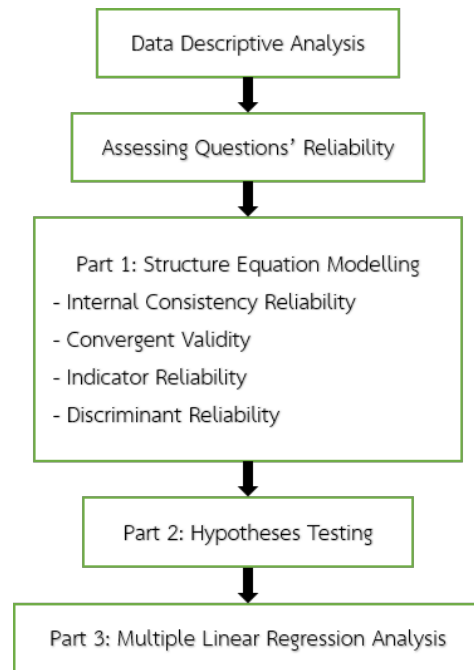 Data Descriptive Analysis
Assessing Questions' Reliability
Part 1: Structure Equation Modelling
- Internal Consistency Reliability
- Convergent Validity
- Indicator Reliability
- Discriminant Reliability
Part 2: Hypotheses Testing
Part 3: Multiple Linear Regression Analysis